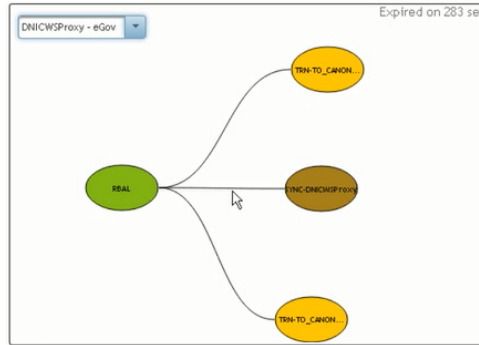 Expired on 283 se
DNICWSProxy - eGov
TRN-TO_CANON...
RBAL
SYNC-DNICWSProxy
TRN-TO_CANON...